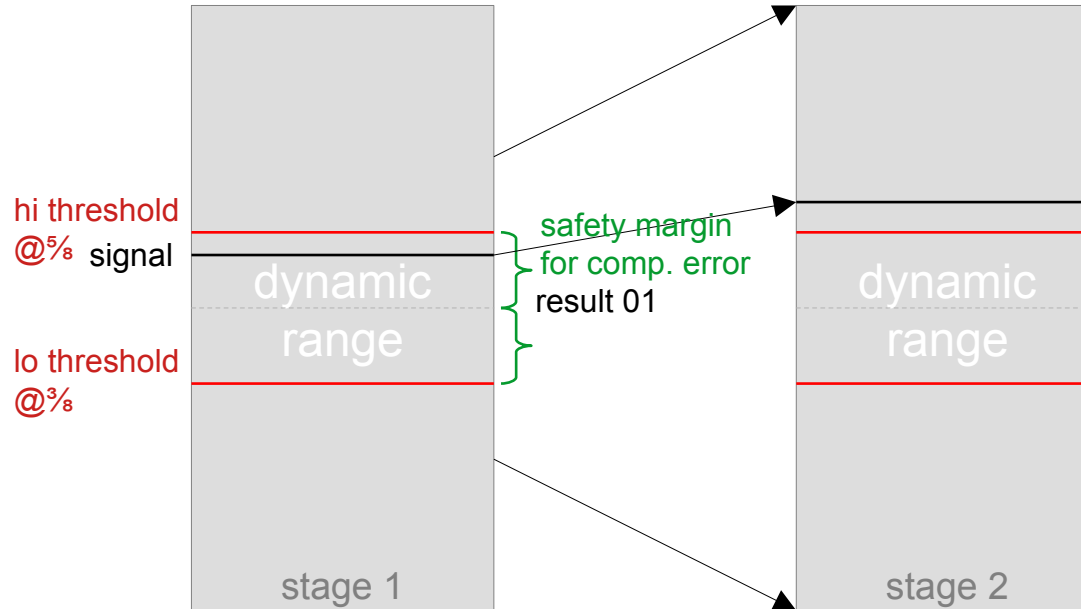 hi threshold
@⅝
signal
lo threshold
@⅜
dynamic
range
stage 1
safety margin
for comp. error
result 01
dynamic
range
stage 2